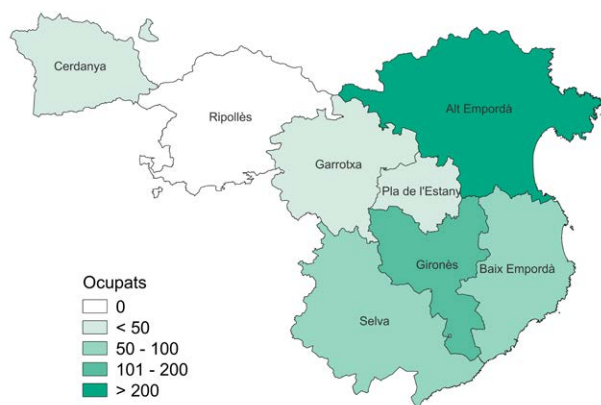 Cerdanya
Ripollès
Alt Empordà
Garrotxa
Pla de l'Estany
Gironès
Baix Empordà
Selva
Ocupats
0
< 50
50 - 100
101 - 200
> 200